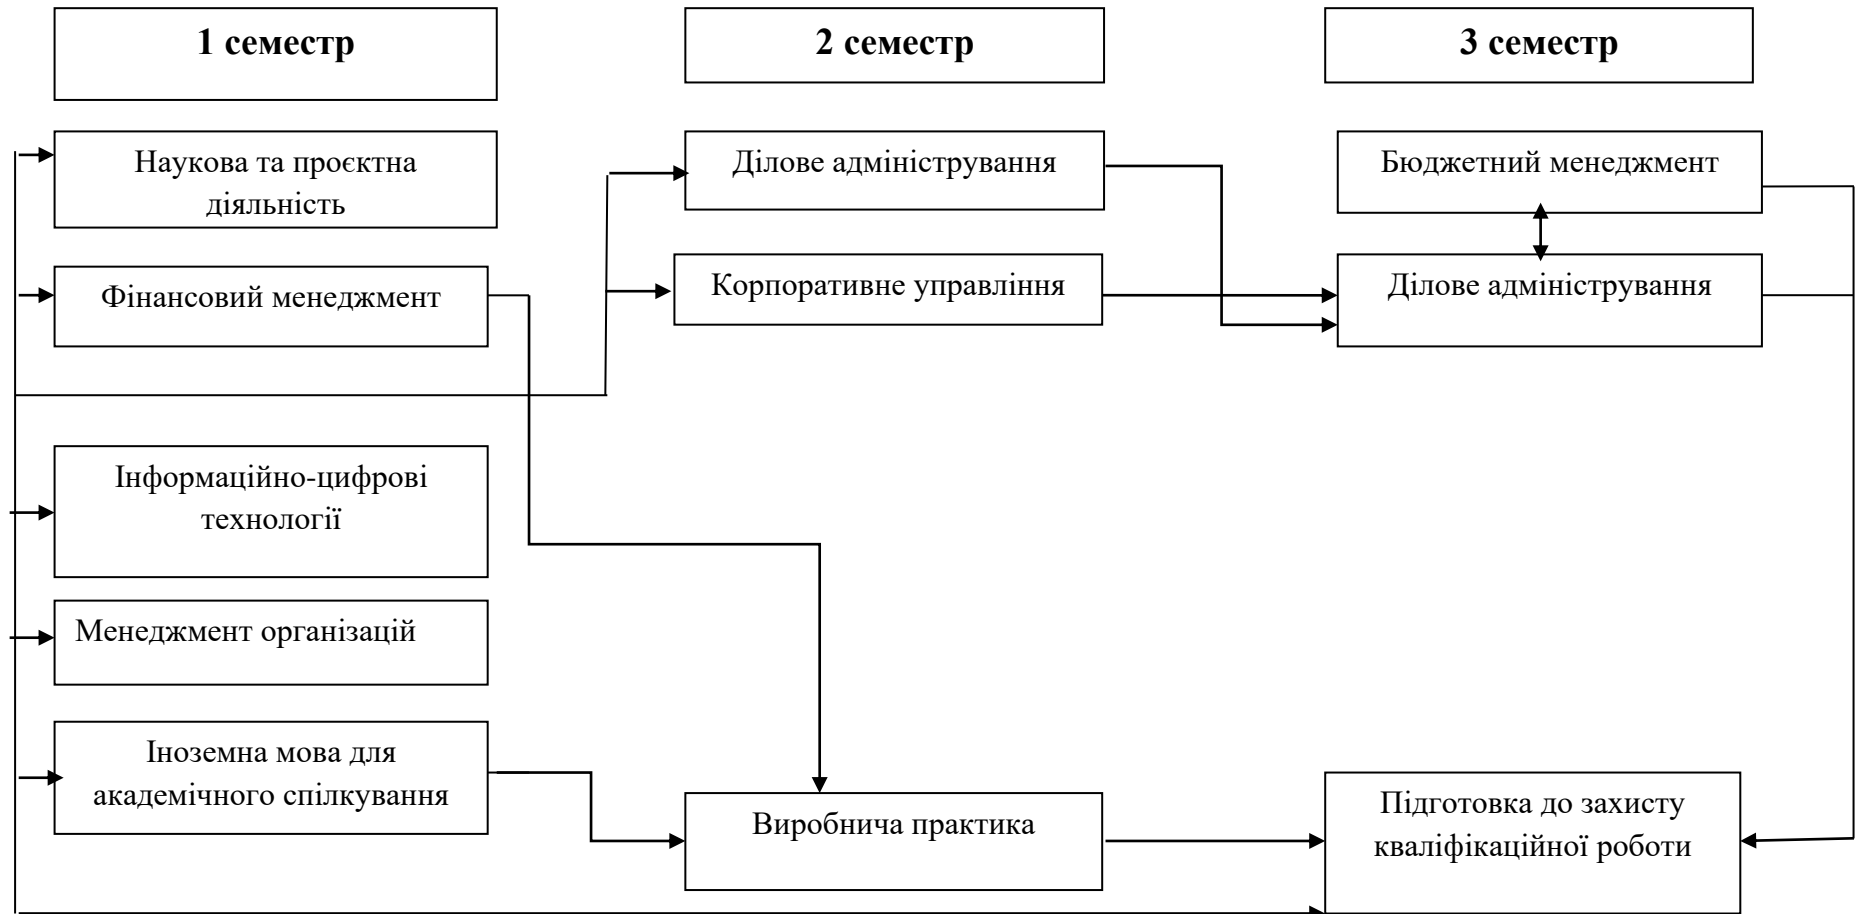 1 семестр
2 семестр
3 семестр
Наукова та проєктна
діяльність
Ділове адміністрування
Бюджетний менеджмент
Фінансовий менеджмент
Корпоративне управління
Ділове адміністрування
Інформаційно-цифрові
технології
Менеджмент організацій
Іноземна мова для
академічного спілкування
Виробнича практика
Підготовка до захисту
кваліфікаційної роботи